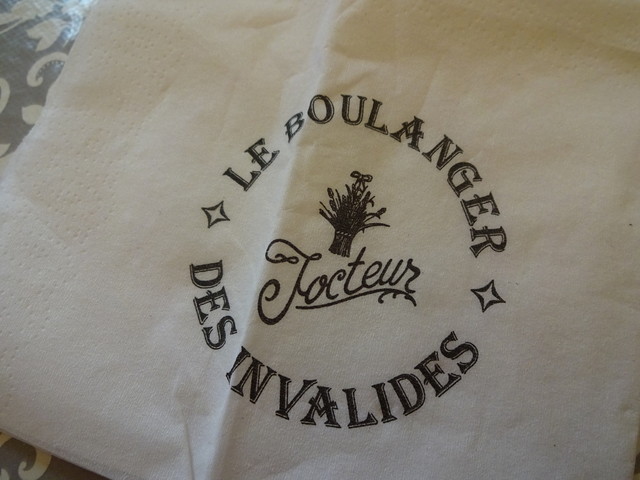 LE BOULANGER
Jocteur
DES INVALIDES